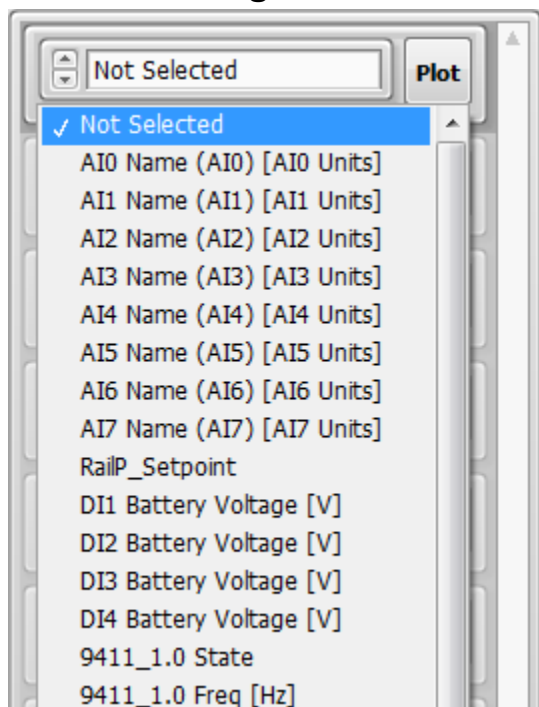 Not Selected
Plot
Not Selected
AI0 Name (AI0) [AI0 Units]
AI1 Name (AI1) [AI1 Units]
AI2 Name (AI2) [AI2 Units]
AI3 Name (AI3) [AI3 Units]
AI4 Name (AI4) [AI4 Units]
AI5 Name (AI5) [AI5 Units]
AI6 Name (AI6) [AI6 Units]
AI7 Name (AI7) [AI7 Units]
RailP_Setpoint
DI1 Battery Voltage [V]
DI2 Battery Voltage [V]
DI3 Battery Voltage [V]
DI4 Battery Voltage [V]
9411_1.0 State
9411_1.0 Freq [Hz]